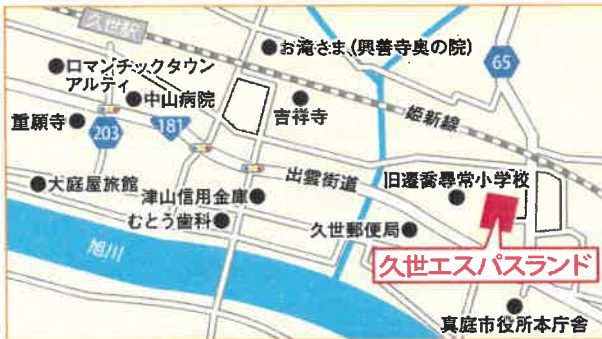 久世駅
お滝さま(興善寺奥の院)
65
ロマンチックタウン
アルティ
中山病院
吉祥寺
姫新線
重願寺
203
181
出雲街道
旧遷喬尋常小学校
大庭屋旅館
津山信用金庫
むとう歯科
久世郵便局
旭川
久世エスパスランド
真庭市役所本庁舎